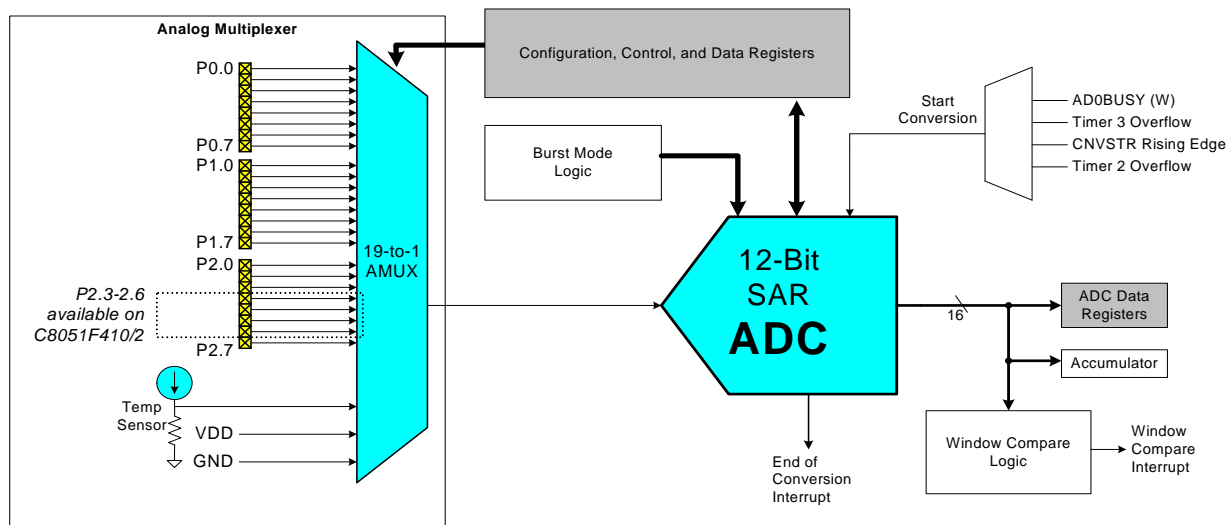 Analog Multiplexer
P0.0
P0.7
P1.0
P1.7
P2.0
P2.3-2.6
available on
C8051F410/2
P2.7
Temp
Sensor
VDD
GND
19-to-1
AMUX
Configuration, Control, and Data Registers
Burst Mode
Logic
Start
Conversion
AD0BUSY (W)
Timer 3 Overflow
CNVSTR Rising Edge
Timer 2 Overflow
12-Bit
SAR
ADC
16
ADC Data
Registers
Accumulator
Window Compare
Logic
Window
Compare
Interrupt
End of
Conversion
Interrupt